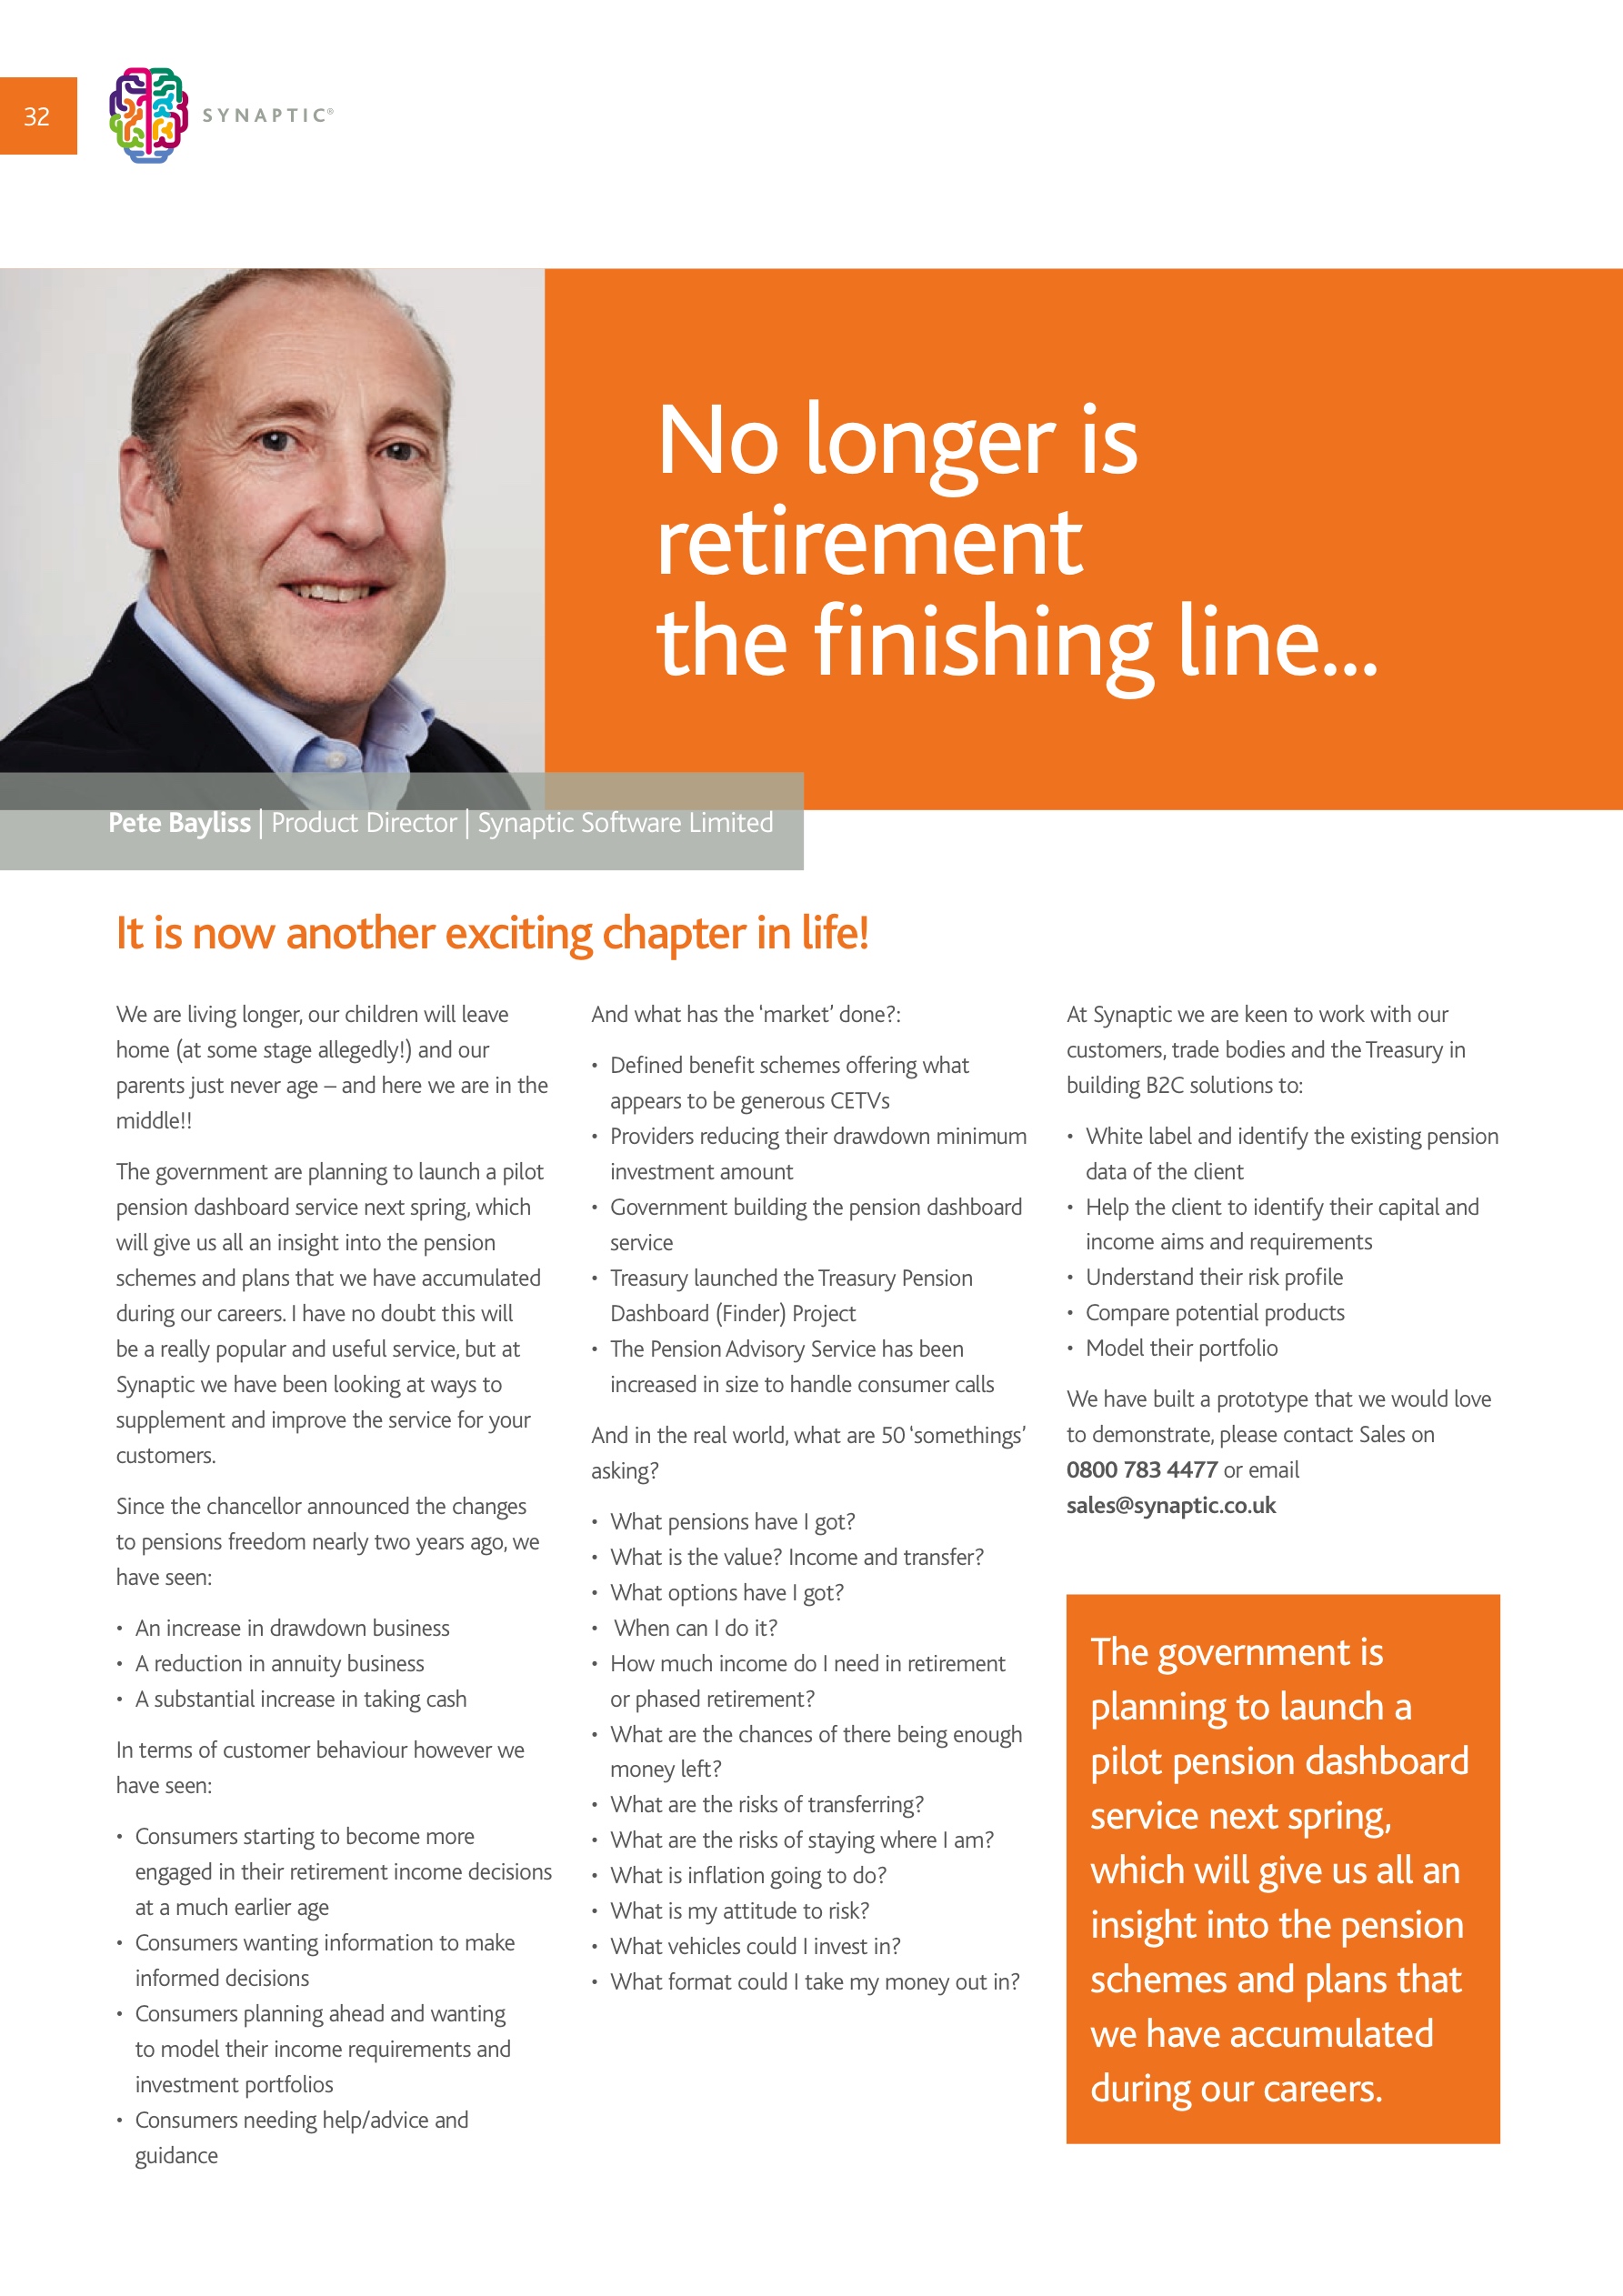 32
SYNAPTIC®
No longer is
retirement
the finishing line...
Pete Bayliss | Product Director | Synaptic Software Limited
It is now another exciting chapter in life!
We are living longer, our children will leave
home (at some stage allegedly!) and our
parents just never age – and here we are in the
middle!!
The government are planning to launch a pilot
pension dashboard service next spring, which
will give us all an insight into the pension
schemes and plans that we have accumulated
during our careers. I have no doubt this will
be a really popular and useful service, but at
Synaptic we have been looking at ways to
supplement and improve the service for your
customers.
Since the chancellor announced the changes
to pensions freedom nearly two years ago, we
have seen:
• An increase in drawdown business
• A reduction in annuity business
• A substantial increase in taking cash
In terms of customer behaviour however we
have seen:
• Consumers starting to become more
engaged in their retirement income decisions
at a much earlier age
• Consumers wanting information to make
informed decisions
• Consumers planning ahead and wanting
to model their income requirements and
investment portfolios
• Consumers needing help/advice and
guidance
And what has the ‘market’ done?:
• Defined benefit schemes offering what
appears to be generous CETVs
• Providers reducing their drawdown minimum
investment amount
• Government building the pension dashboard
service
• Treasury launched the Treasury Pension
Dashboard (Finder) Project
• The Pension Advisory Service has been
increased in size to handle consumer calls
And in the real world, what are 50 ‘somethings’
asking?
• What pensions have I got?
• What is the value? Income and transfer?
• What options have I got?
• When can I do it?
• How much income do I need in retirement
or phased retirement?
• What are the chances of there being enough
money left?
• What are the risks of transferring?
• What are the risks of staying where I am?
• What is inflation going to do?
• What is my attitude to risk?
• What vehicles could I invest in?
• What format could I take my money out in?
At Synaptic we are keen to work with our
customers, trade bodies and the Treasury in
building B2C solutions to:
• White label and identify the existing pension
data of the client
• Help the client to identify their capital and
income aims and requirements
• Understand their risk profile
• Compare potential products
• Model their portfolio
We have built a prototype that we would love
to demonstrate, please contact Sales on
0800 783 4477 or email
sales@synaptic.co.uk
The government is
planning to launch a
pilot pension dashboard
service next spring,
which will give us all an
insight into the pension
schemes and plans that
we have accumulated
during our careers.